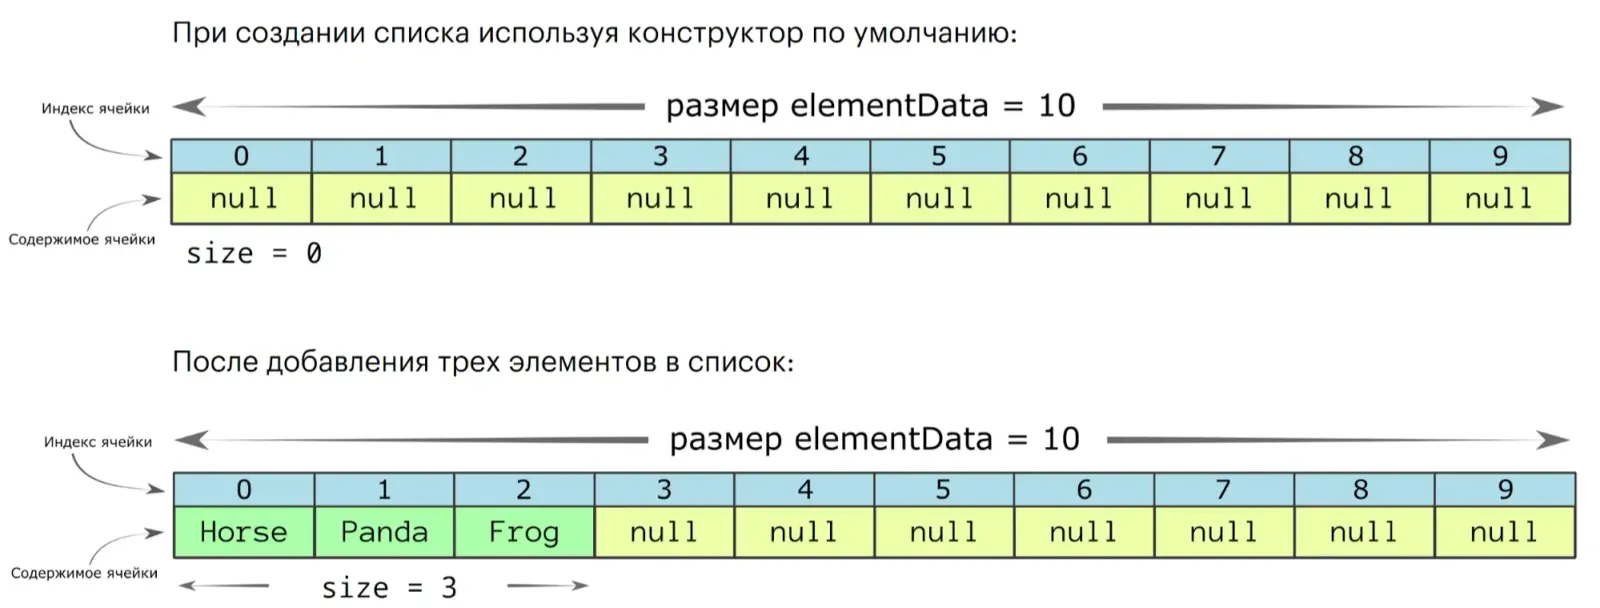 При создании списка используя конструктор по умолчанию:
Индекс ячейки
размер elementData = 10
0 1 2 3 4 5 6 7 8 9
null null null null null null null null null null
Содержимое ячейки
size = 0
После добавления трех элементов в список:
Индекс ячейки
размер elementData = 10
0 1 2 3 4 5 6 7 8 9
Horse Panda Frog null null null null null null null
Содержимое ячейки
size = 3